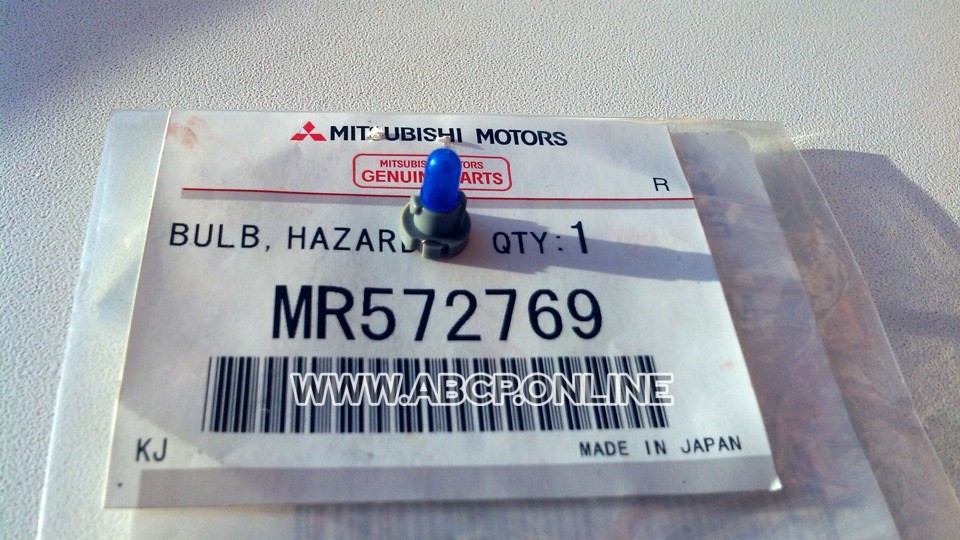 MITSUBISHI MOTORS
MITSUBISHI MOTORS
GENUINE PARTS
R
BULB, HAZARD QTY:1
MR572769
WWW.ABCP.ONLINE
KJ MADE IN JAPAN